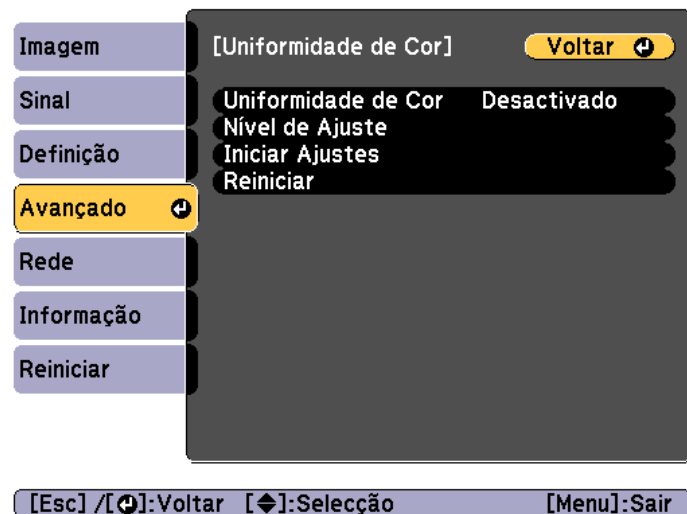 Imagem
Sinal
Definição
Avançado
Rede
Informação
Reiniciar
[Uniformidade de Cor] Voltar
Uniformidade de Cor Desactivado
Nível de Ajuste
Iniciar Ajustes
Reiniciar
[Esc] /[⏎]:Voltar [◆]:Selecção [Menu]:Sair